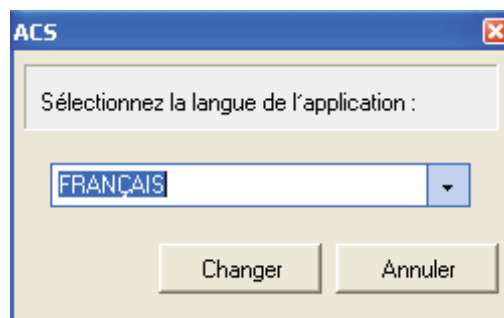 ACS
Sélectionnez la langue de l´application :
FRANÇAIS
Changer
Annuler